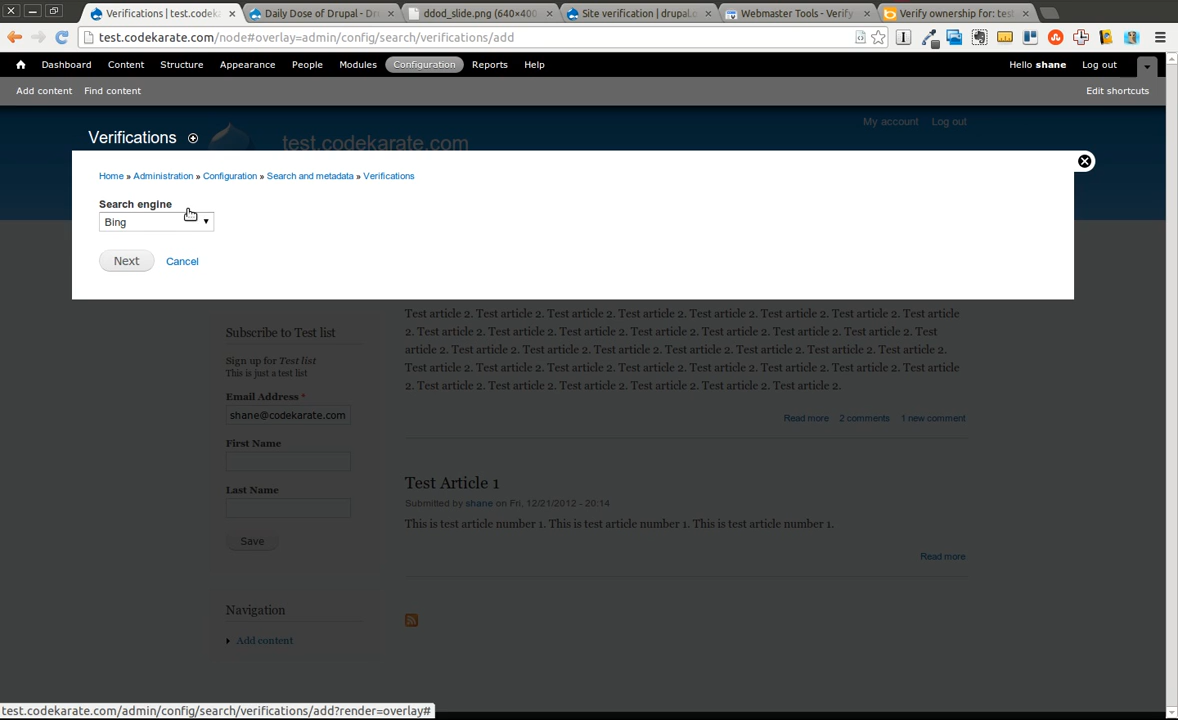 Verifications | test.codeka
Daily Dose of Drupal - Dr
ddod_slide.png (640×400
Site verification | drupal.o
Webmaster Tools - Verify
Verify ownership for: test
test.codekarate.com/node#overlay=admin/config/search/verifications/add
Dashboard Content Structure Appearance People Modules Configuration Reports Help
Hello shane Log out
Add content Find content
Edit shortcuts
My account Log out
Verifications
test.codekarate.com
Home » Administration » Configuration » Search and metadata » Verifications
Search engine
Bing
Next Cancel
Test article 2. Test article 2. Test article 2. Test article 2. Test article 2. Test article 2. Test article
2. Test article 2. Test article 2. Test article 2. Test article 2. Test article 2. Test article 2. Test
article 2. Test article 2. Test article 2. Test article 2. Test article 2. Test article 2. Test article 2.
Test article 2. Test article 2. Test article 2. Test article 2. Test article 2. Test article 2. Test article
2. Test article 2. Test article 2. Test article 2. Test article 2. Test article 2.
Read more 2 comments 1 new comment
Subscribe to Test list
Sign up for Test list
This is just a test list
Email Address *
shane@codekarate.com
First Name
Last Name
Save
Test Article 1
Submitted by shane on Fri, 12/21/2012 - 20:14
This is test article number 1. This is test article number 1. This is test article number 1.
Read more
Navigation
Add content
test.codekarate.com/admin/config/search/verifications/add?render=overlay#